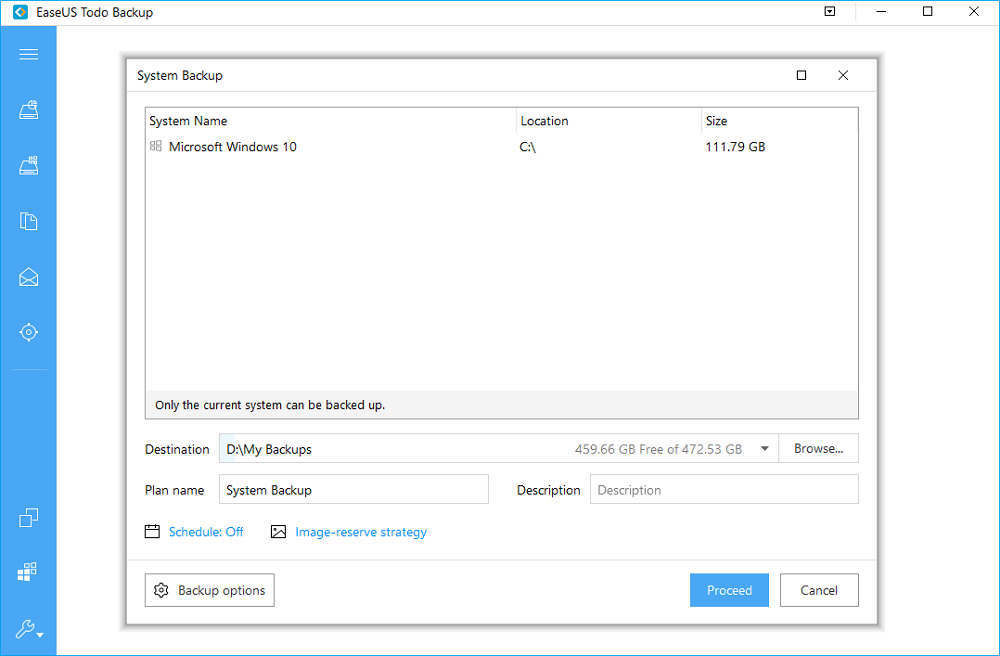 EaseUS Todo Backup
System Backup
System Name Location Size
Microsoft Windows 10 C:\ 111.79 GB
Only the current system can be backed up.
Destination D:\My Backups 459.66 GB Free of 472.53 GB Browse...
Plan name System Backup Description Description
Schedule: Off Image-reserve strategy
Backup options Proceed Cancel